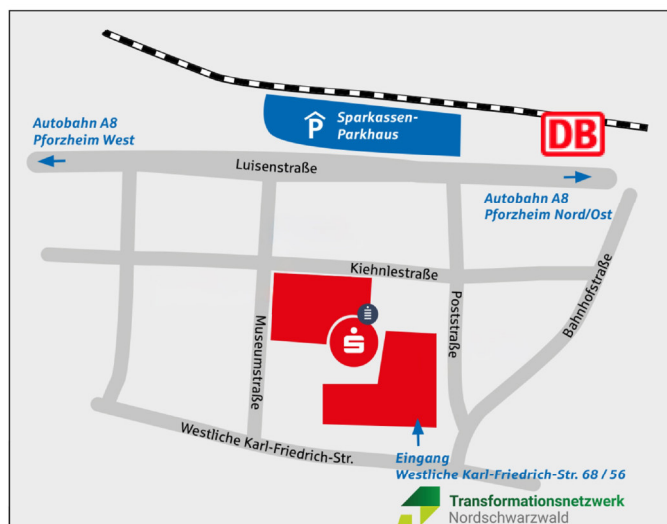 Autobahn A8
Pforzheim West
P
Sparkassen-
Parkhaus
DB
Luisenstraße
Autobahn A8
Pforzheim Nord/Ost
Kiehnlestraße
Museumstraße
Poststraße
Bahnhofstraße
Westliche Karl-Friedrich-Str.
Eingang
Westliche Karl-Friedrich-Str. 68 / 56
Transformationsnetzwerk
Nordschwarzwald